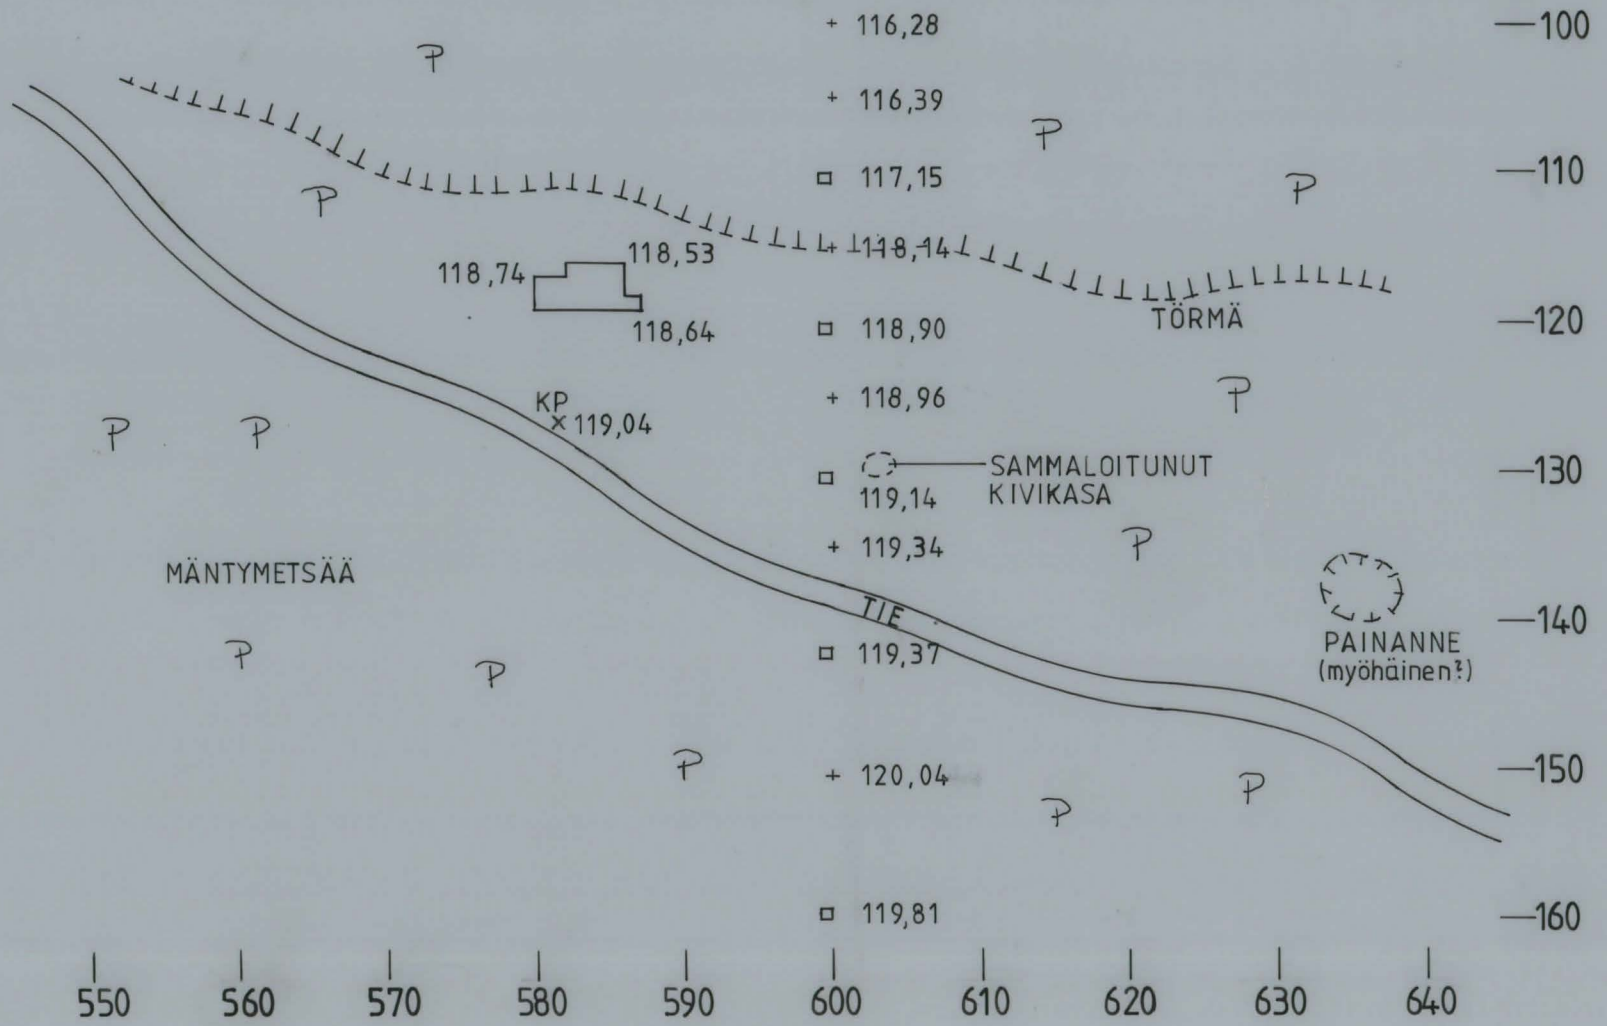 116,28
100
P
116,39
P
117,15
110
P
P
118,14
118,53
118,74
118,64
TÖRMÄ
118,90
120
P
118,96
KP
119,04
P
P
SAMMALOITUNUT
KIVIKASA
119,14
130
119,34
P
MÄNTYMETSÄÄ
TIE
140
PAINANNE
(myöhäinen?)
119,37
P
P
P
120,04
150
P
P
119,81
160
550 560 570 580 590 600 610 620 630 640